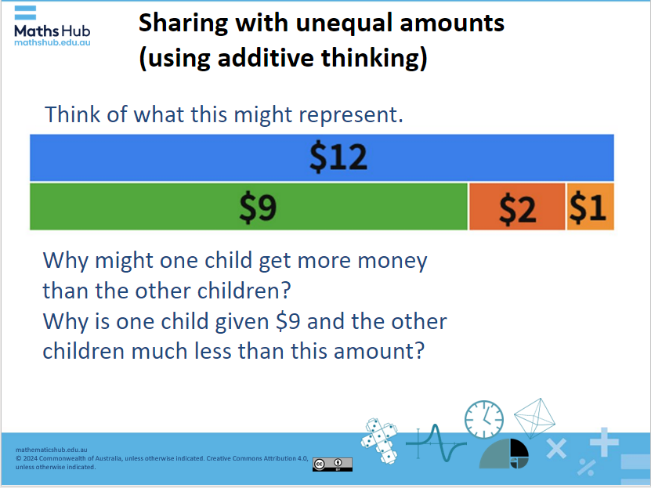 Maths Hub
mathshub.edu.au
Sharing with unequal amounts
(using additive thinking)
Think of what this might represent.
$12
$9 $2 $1
Why might one child get more money
than the other children?
Why is one child given $9 and the other
children much less than this amount?
mathematicshub.edu.au
© 2024 Commonwealth of Australia, unless otherwise indicated. Creative Commons Attribution 4.0,
unless otherwise indicated.